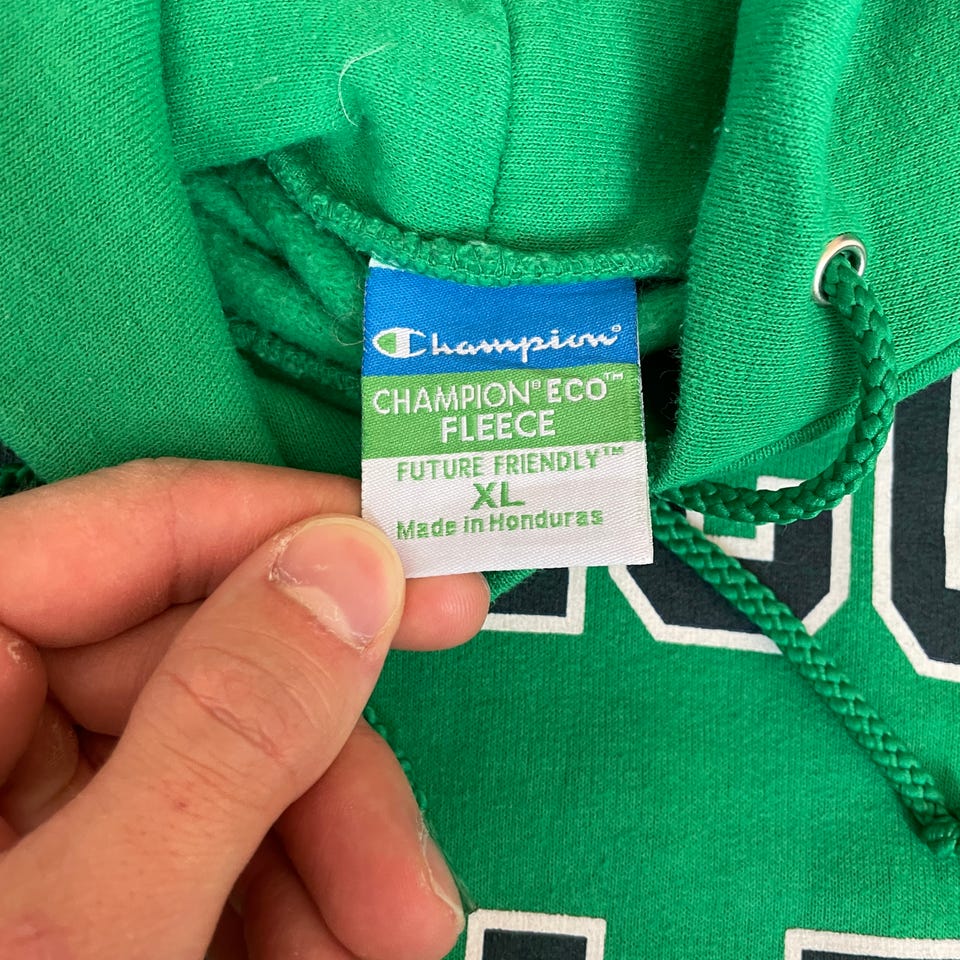 Champion®
CHAMPION® ECO™
FLEECE
FUTURE FRIENDLY™
XL
Made in Honduras